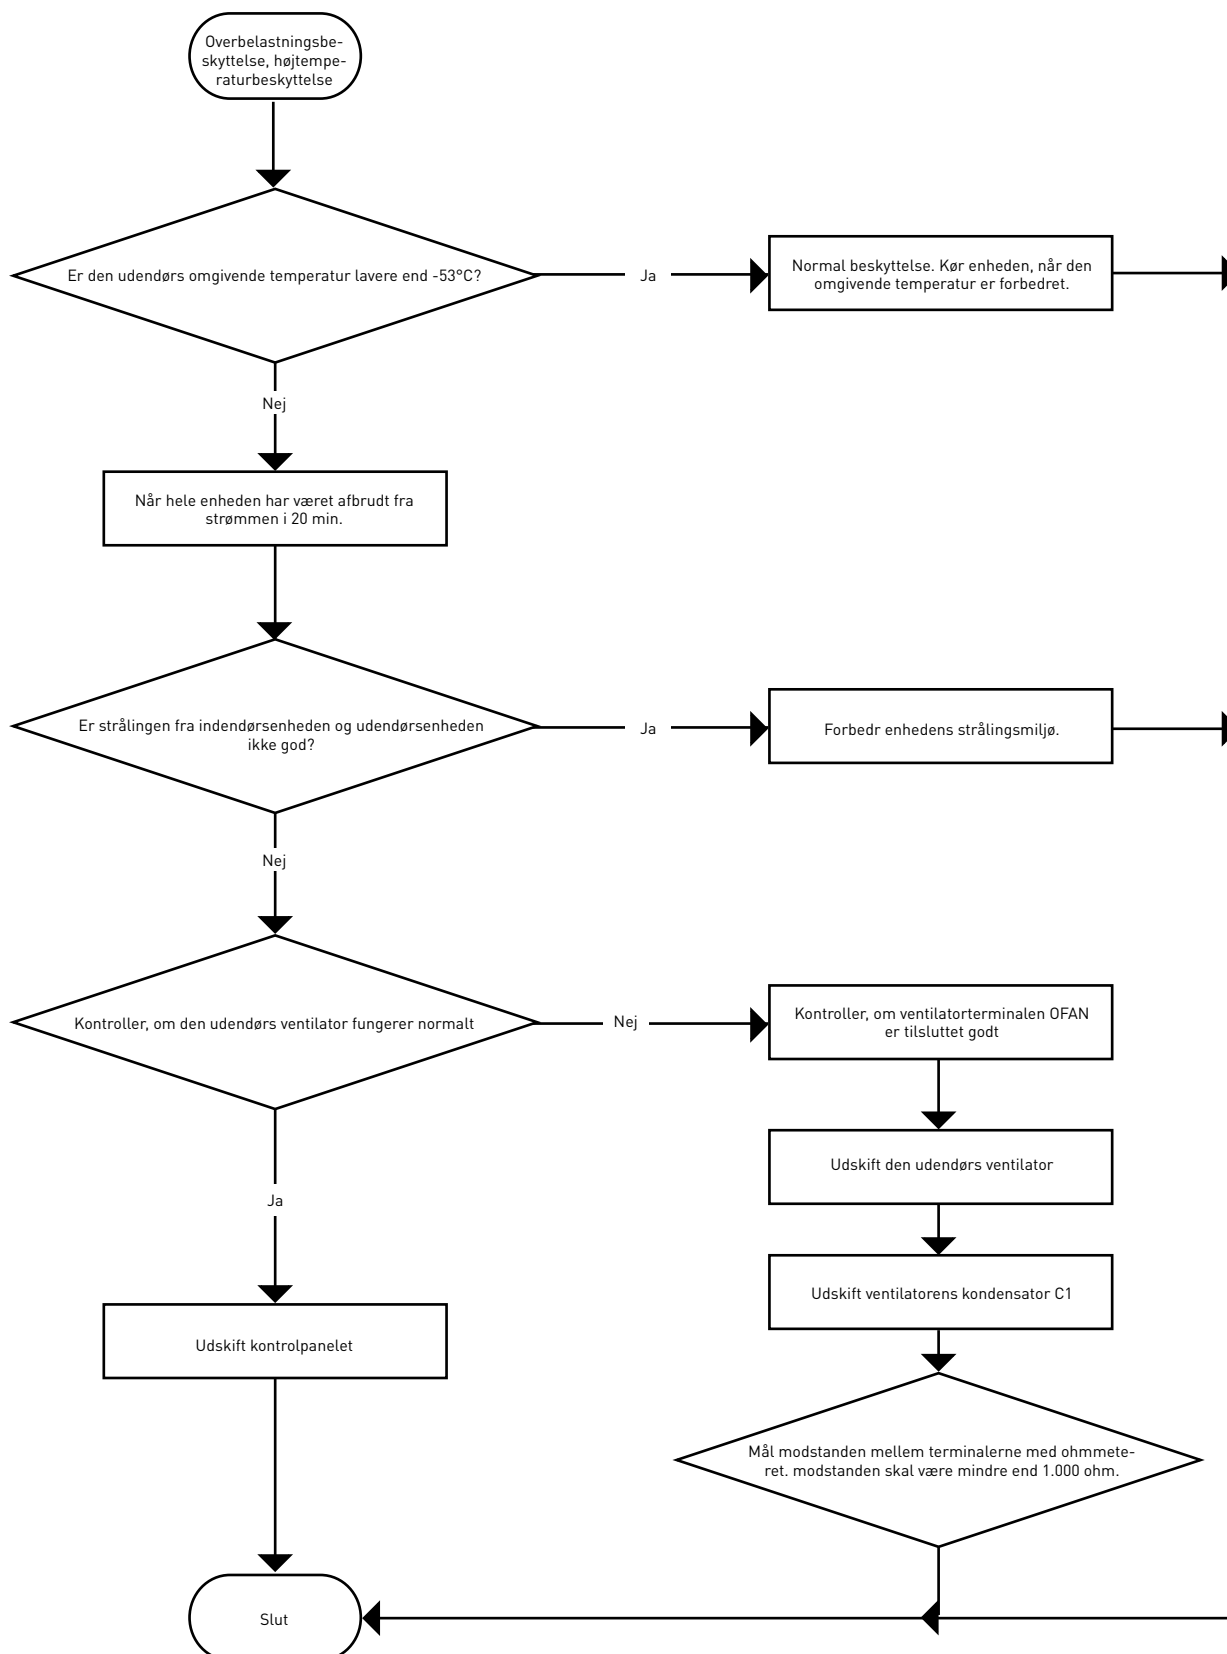 Overbelastningsbe-
skyttelse, højtempe-
raturbeskyttelse
Er den udendørs omgivende temperatur lavere end -53°C?
Ja
Normal beskyttelse. Kør enheden, når den
omgivende temperatur er forbedret.
Nej
Når hele enheden har været afbrudt fra
strømmen i 20 min.
Er strålingen fra indendørsenheden og udendørsenheden
ikke god?
Ja
Forbedr enhedens strålingsmiljø.
Nej
Kontroller, om den udendørs ventilator fungerer normalt
Nej
Kontroller, om ventilatorterminalen OFAN
er tilsluttet godt
Udskift den udendørs ventilator
Ja
Udskift ventilatorens kondensator C1
Udskift kontrolpanelet
Mål modstanden mellem terminalerne med ohmmete-
ret. modstanden skal være mindre end 1.000 ohm.
Slut